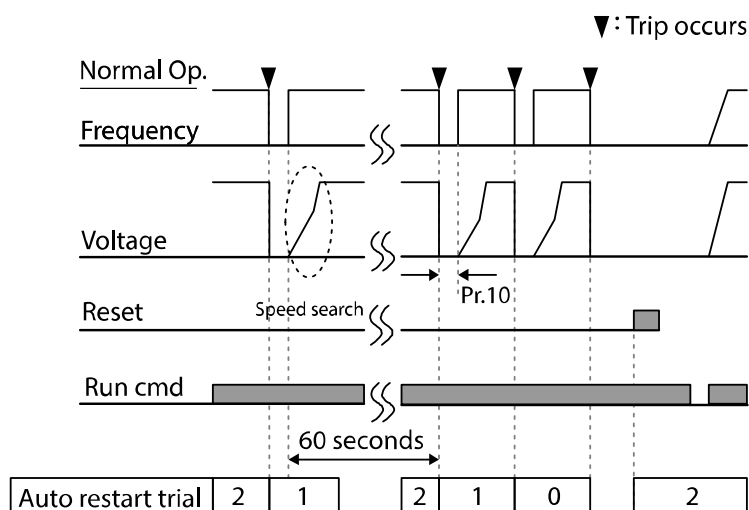 ▼: Trip occurs
Normal Op.
Frequency
Voltage
Pr.10
Reset
Speed search
Run cmd
60 seconds
Auto restart trial 2 1 2 1 0 2